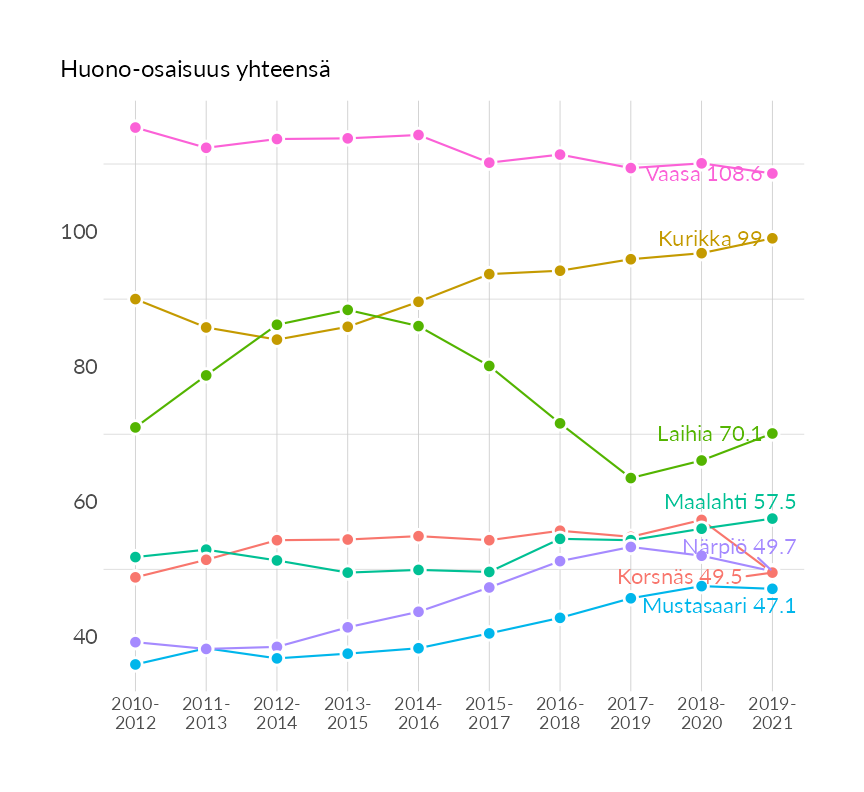 Huono-osaisuus yhteensä
100
80
60
40
Vaasa 108.6
Kurikka 99
Laihia 70.1
Maalahti 57.5
Närpiö 49.7
Korsnäs 49.5
Mustasaari 47.1
2010- 2011- 2012- 2013- 2014- 2015- 2016- 2017- 2018- 2019-
2012 2013 2014 2015 2016 2017 2018 2019 2020 2021